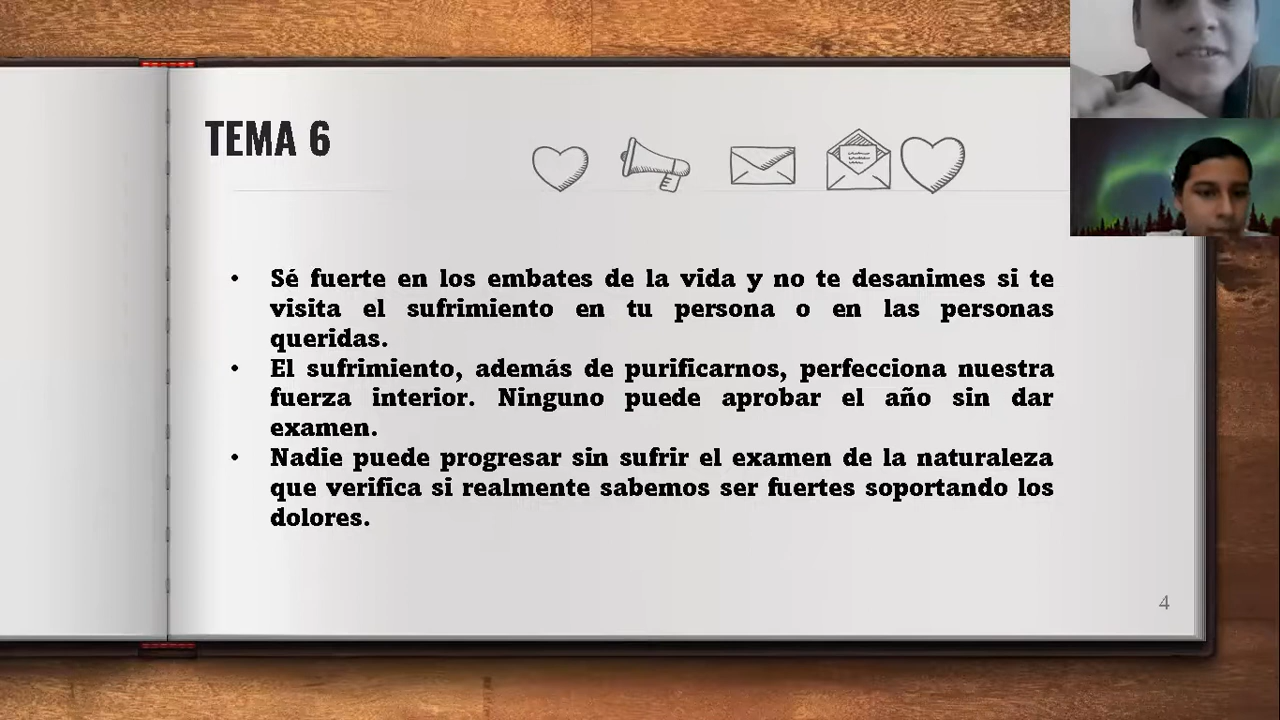 TEMA 6
• Sé fuerte en los embates de la vida y no te desanimes si te
visita el sufrimiento en tu persona o en las personas
queridas.
• El sufrimiento, además de purificarnos, perfecciona nuestra
fuerza interior. Ninguno puede aprobar el año sin dar
examen.
• Nadie puede progresar sin sufrir el examen de la naturaleza
que verifica si realmente sabemos ser fuertes soportando los
dolores.
4